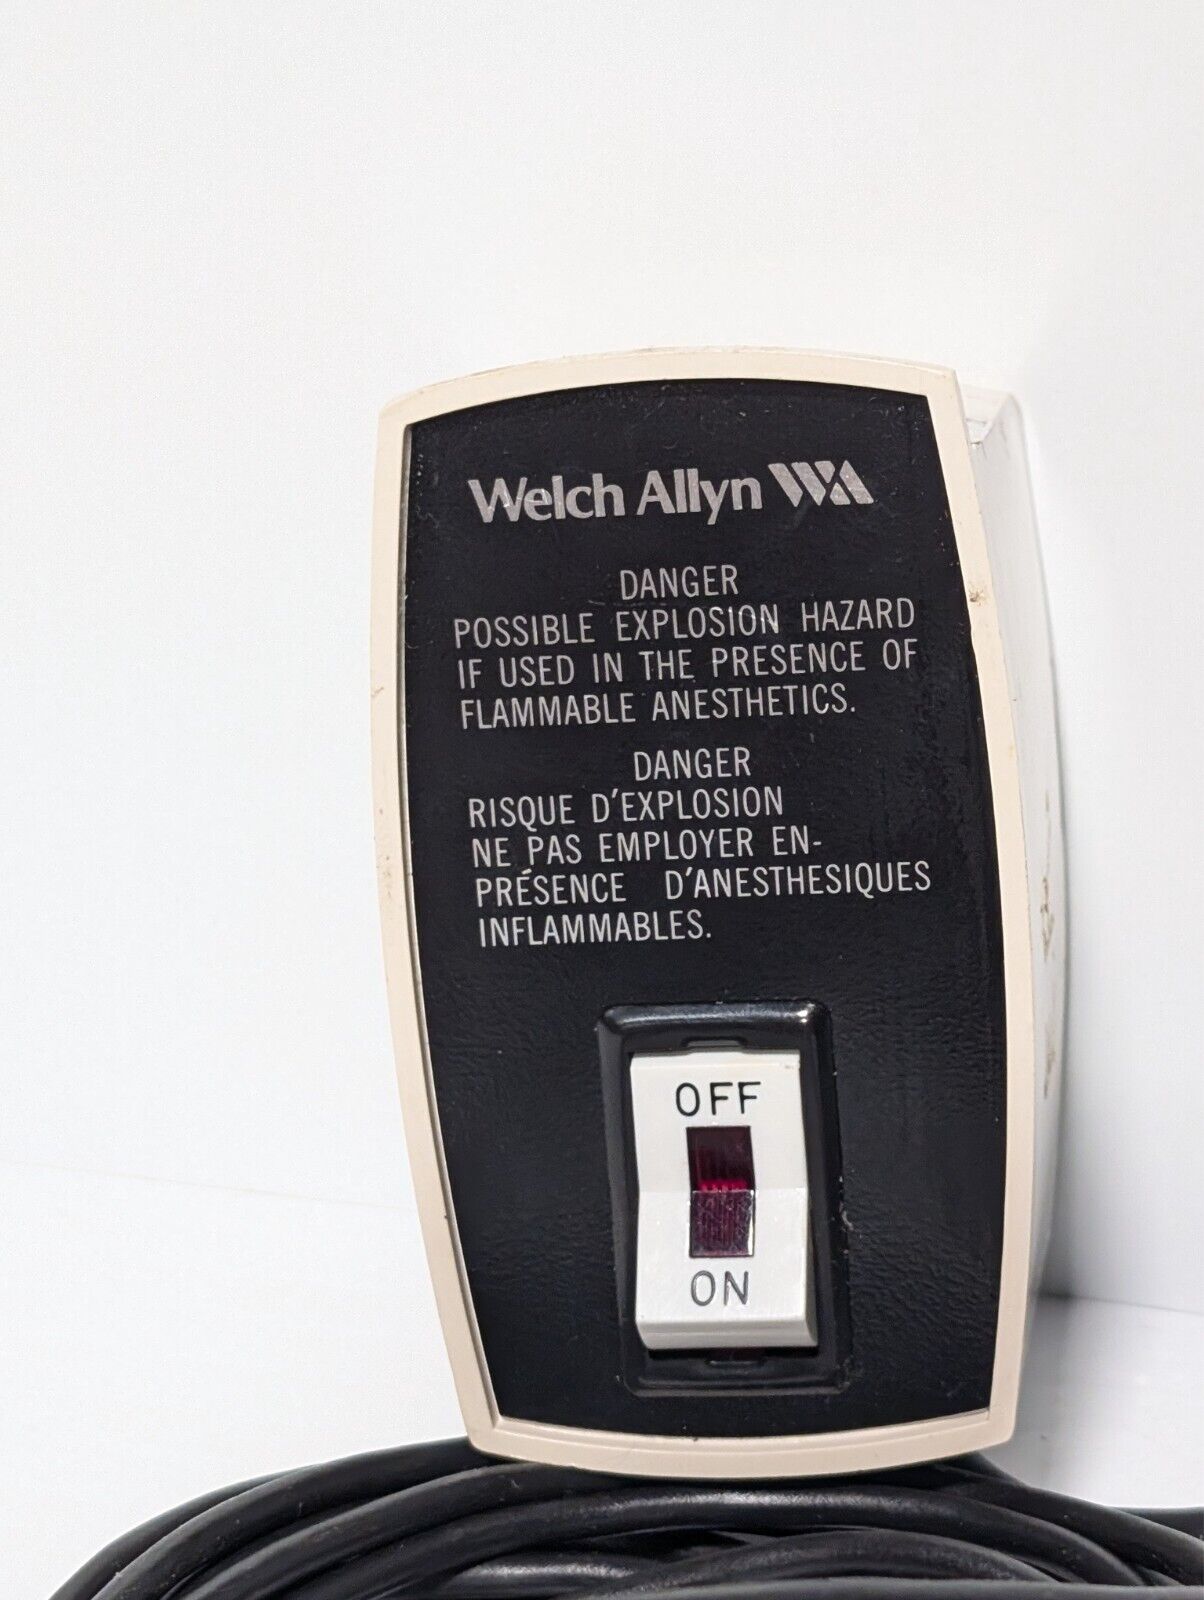 Welch Allyn WA
DANGER
POSSIBLE EXPLOSION HAZARD
IF USED IN THE PRESENCE OF
FLAMMABLE ANESTHETICS.
DANGER
RISQUE D'EXPLOSION
NE PAS EMPLOYER EN-
PRÉSENCE D'ANESTHESIQUES
INFLAMMABLES.
OFF
ON